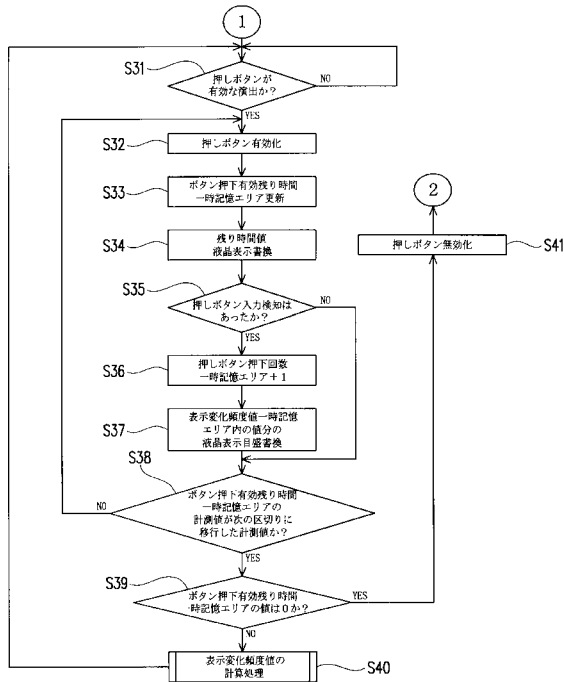 1
S31
押しボタンが
有効な演出か？
NO
YES
S32
押しボタン有効化
S33
ボタン押下有効残り時間
一時記憶エリア更新
2
S34
残り時間値
液晶表示書換
押しボタン無効化
S41
S35
押しボタン入力検知は
あったか？
NO
YES
S36
押しボタン押下回数
一時記憶エリア＋1
S37
表示変化頻度値一時記憶
エリア内の値分の
液晶表示目盛書換
S38
ボタン押下有効残り時間
一時記憶エリアの
計測値が次の区切りに
移行した計測値か？
NO
YES
S39
ボタン押下有効残り時間
一時記憶エリアの値は0か？
YES
NO
表示変化頻度値の
計算処理
S40